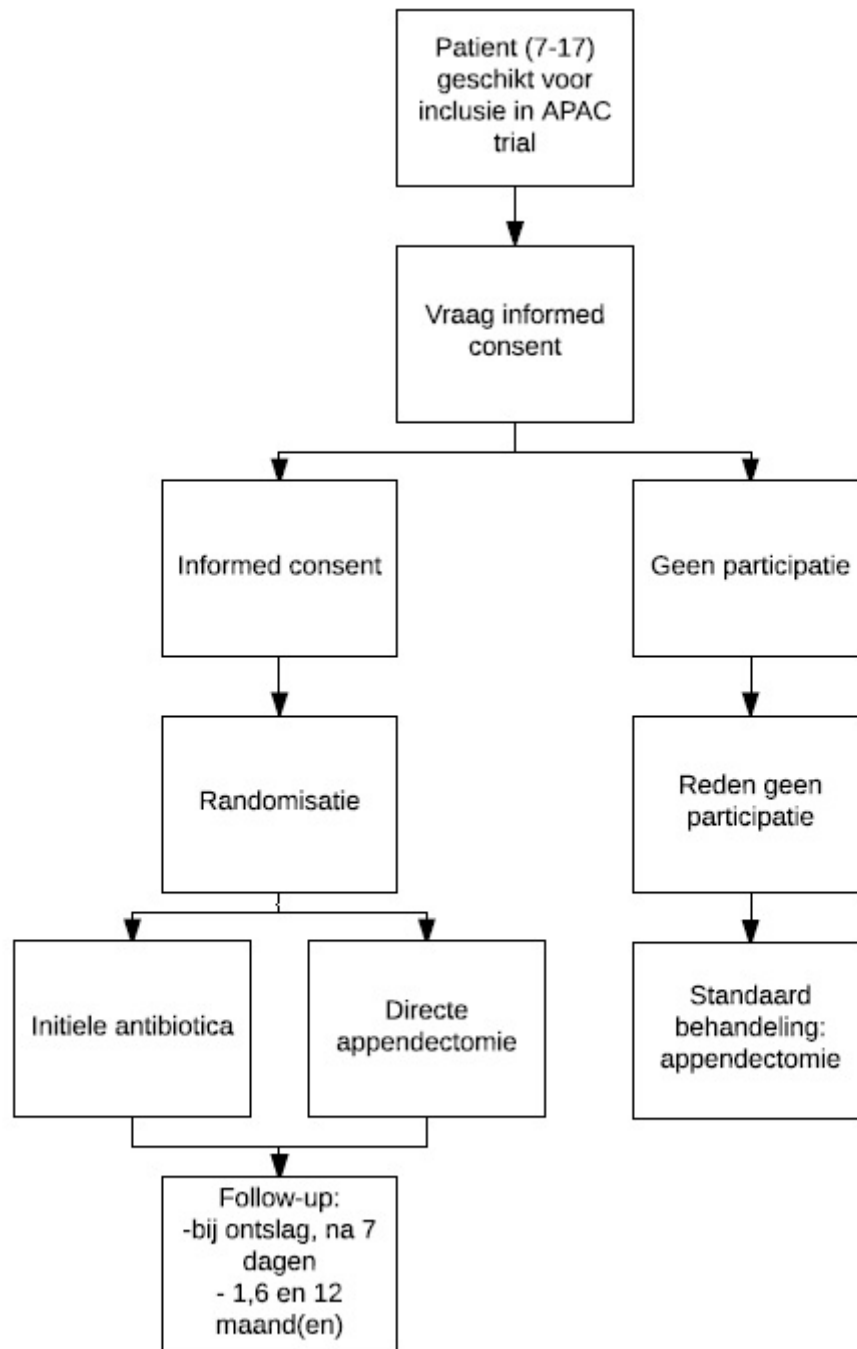 Patient (7-17)
geschikt voor
inclusie in APAC
trial
Vraag informed
consent
Informed consent
Geen participatie
Randomisatie
Reden geen
participatie
Initiele antibiotica
Directe
appendectomie
Standaard
behandeling:
appendectomie
Follow-up:
-bij ontslag, na 7
dagen
- 1,6 en 12
maand(en)